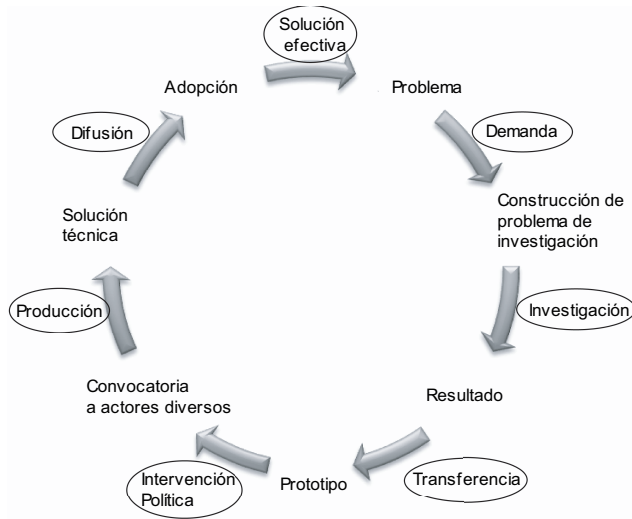 Solución
efectiva
Adopción
Problema
Difusión
Demanda
Solución
técnica
Construcción de
problema de
investigación
Producción
Investigación
Convocatoria
a actores diversos
Resultado
Intervención
Política
Prototipo
Transferencia